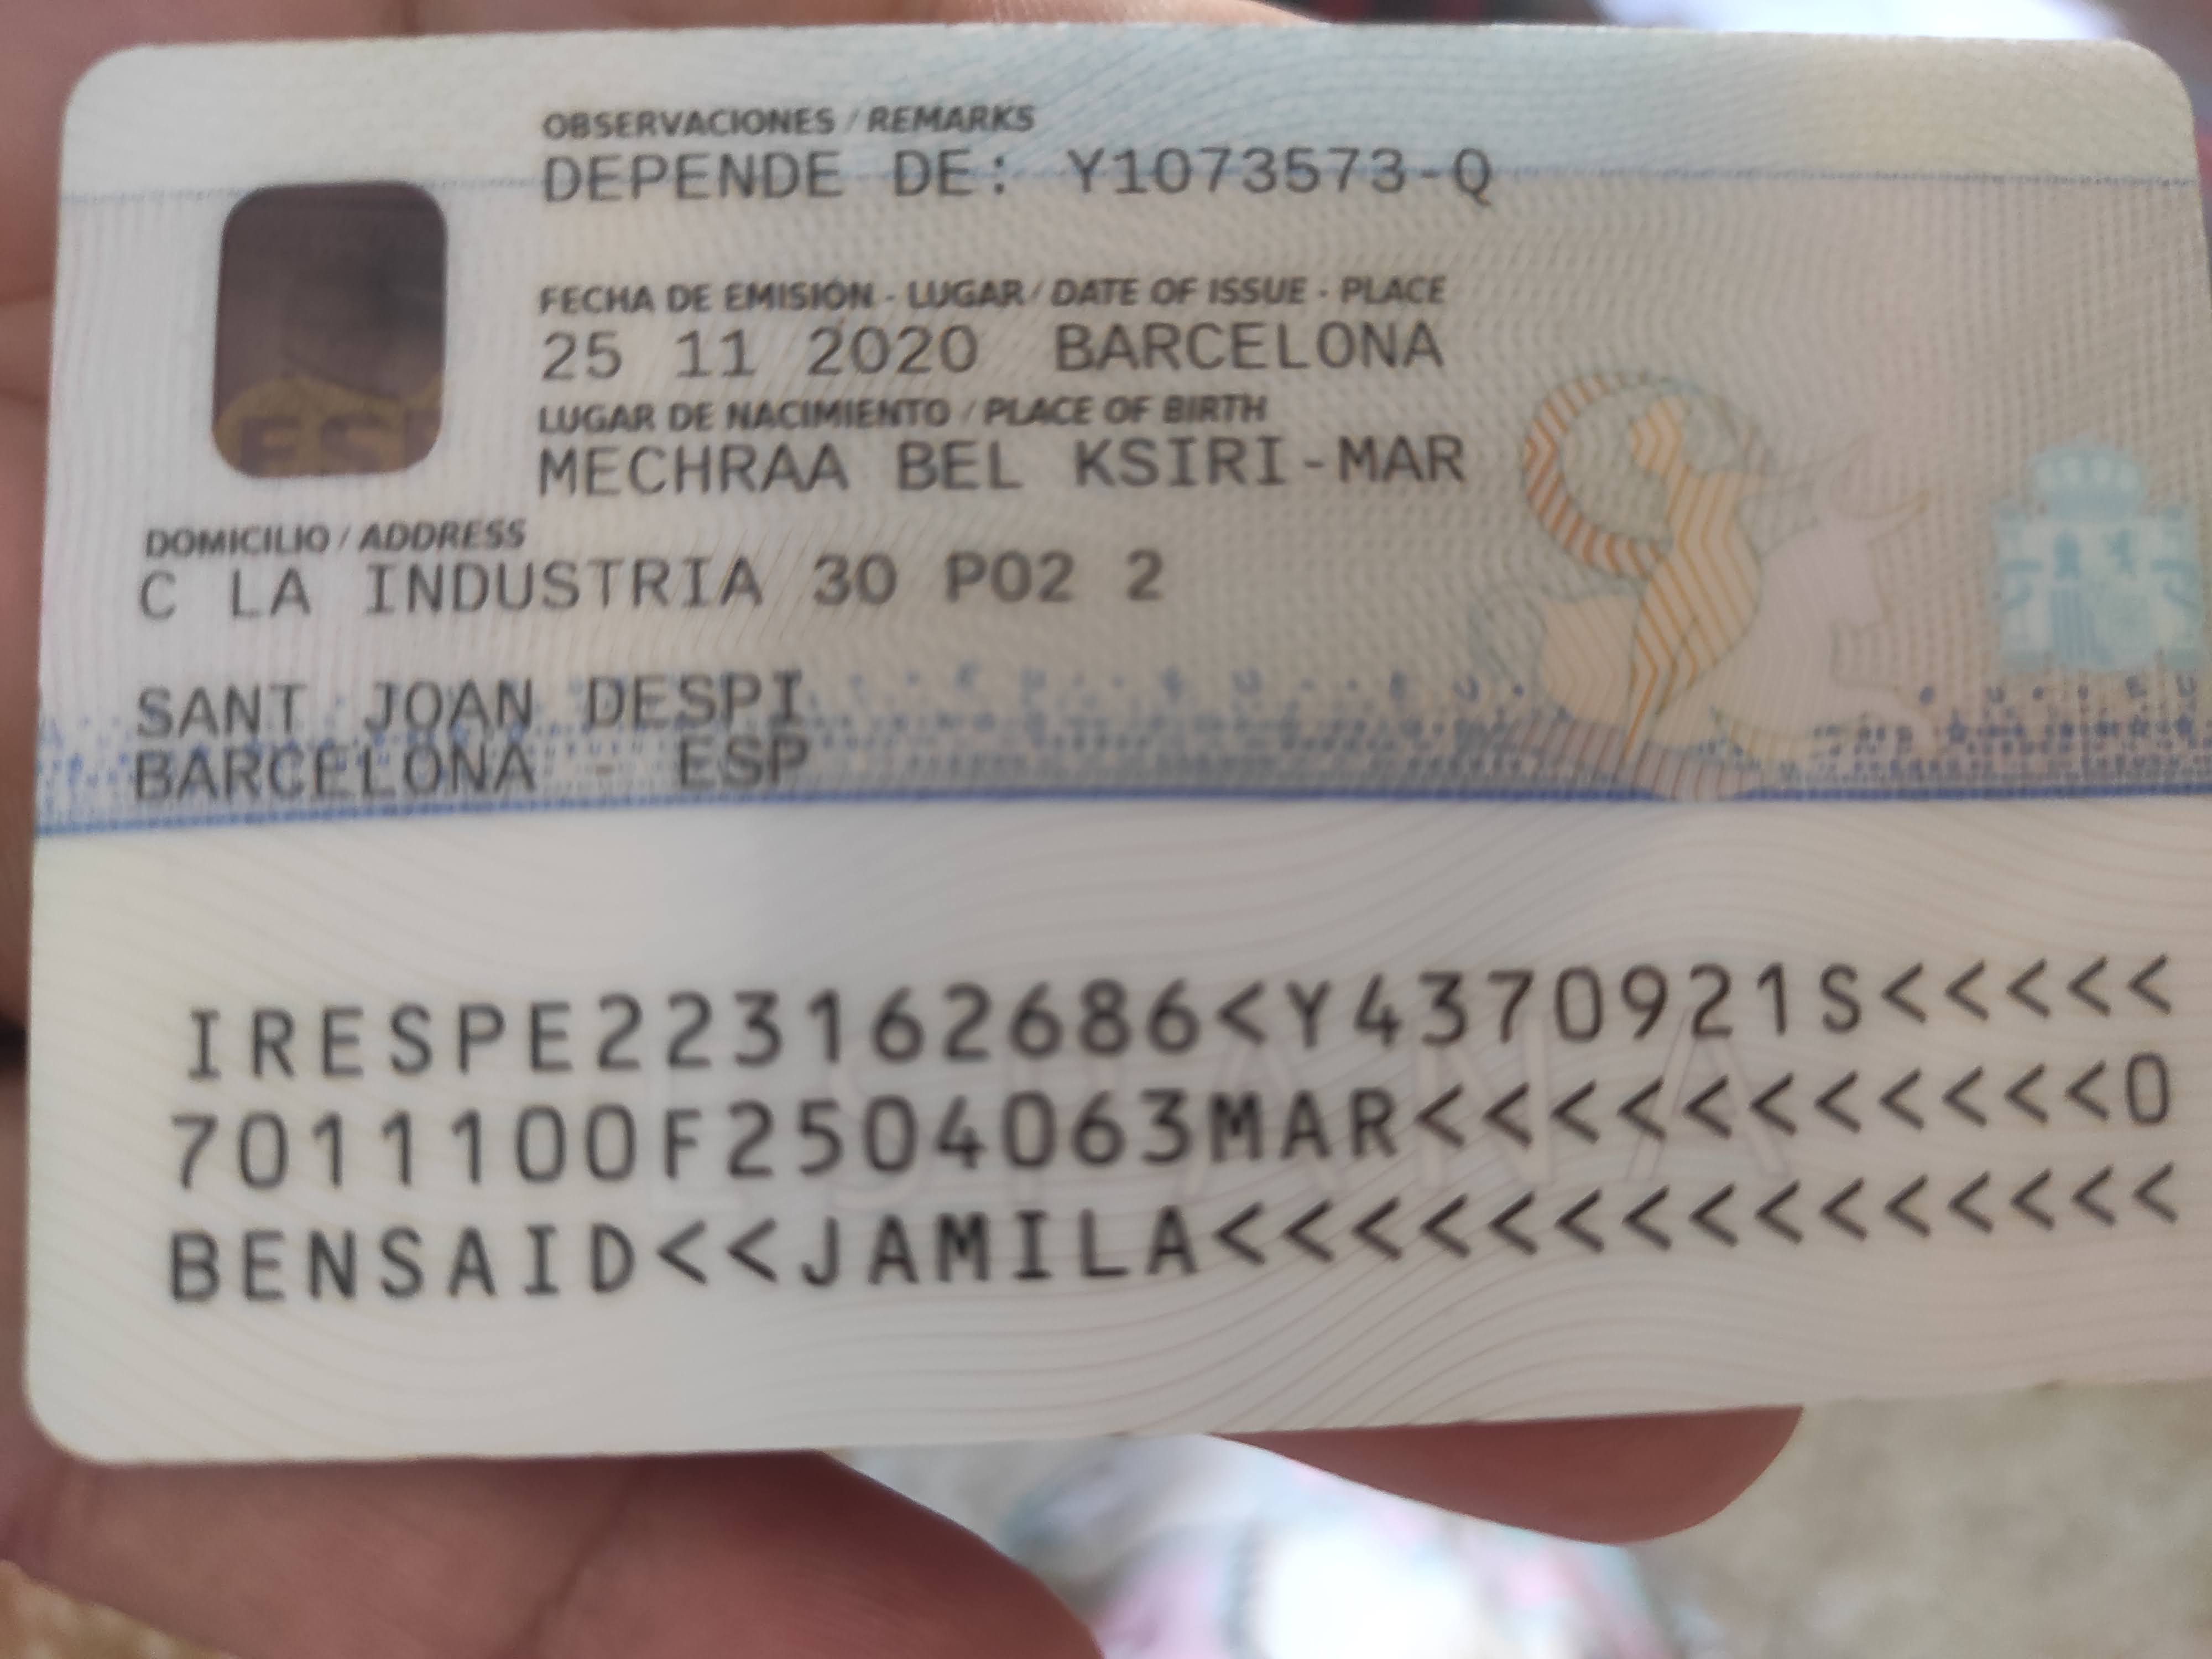 OBSERVACIONES / REMARKS
DEPENDE DE: Y1073573-Q
FECHA DE EMISIÓN - LUGAR / DATE OF ISSUE - PLACE
25 11 2020 BARCELONA
LUGAR DE NACIMIENTO / PLACE OF BIRTH
MECHRAA BEL KSIRI-MAR
DOMICILIO / ADDRESS
C LA INDUSTRIA 30 P02 2
SANT JOAN DESPI
BARCELONA - ESP
IRESPE223162686<Y4370921S<<<<<
7011100F2504063MAR<<<<<<<<<<<0
BENSAID<<JAMILA<<<<<<<<<<<<<<<
ESPAÑA